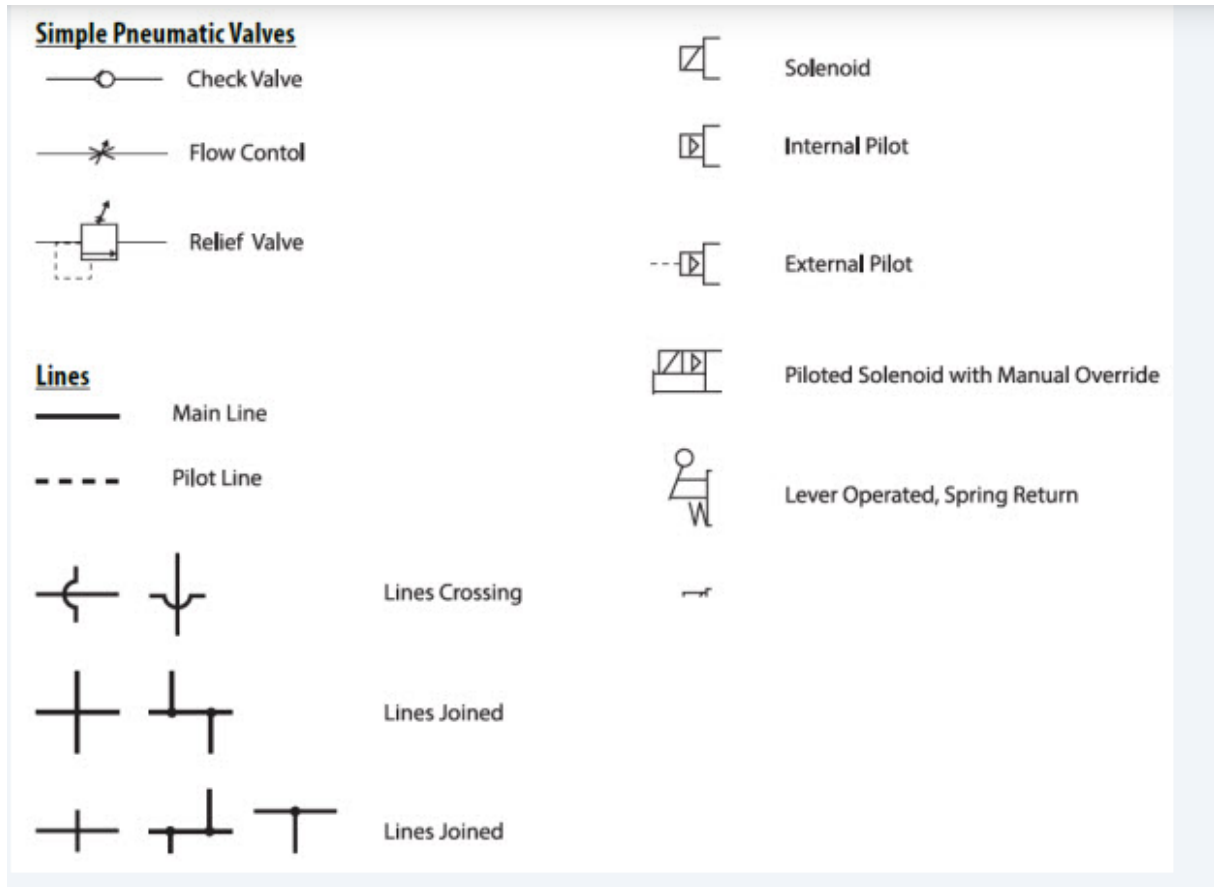 Simple Pneumatic Valves
Check Valve
Flow Contol
Relief Valve
Lines
Main Line
Pilot Line
Lines Crossing
Lines Joined
Lines Joined
Solenoid
Internal Pilot
External Pilot
Piloted Solenoid with Manual Override
Lever Operated, Spring Return